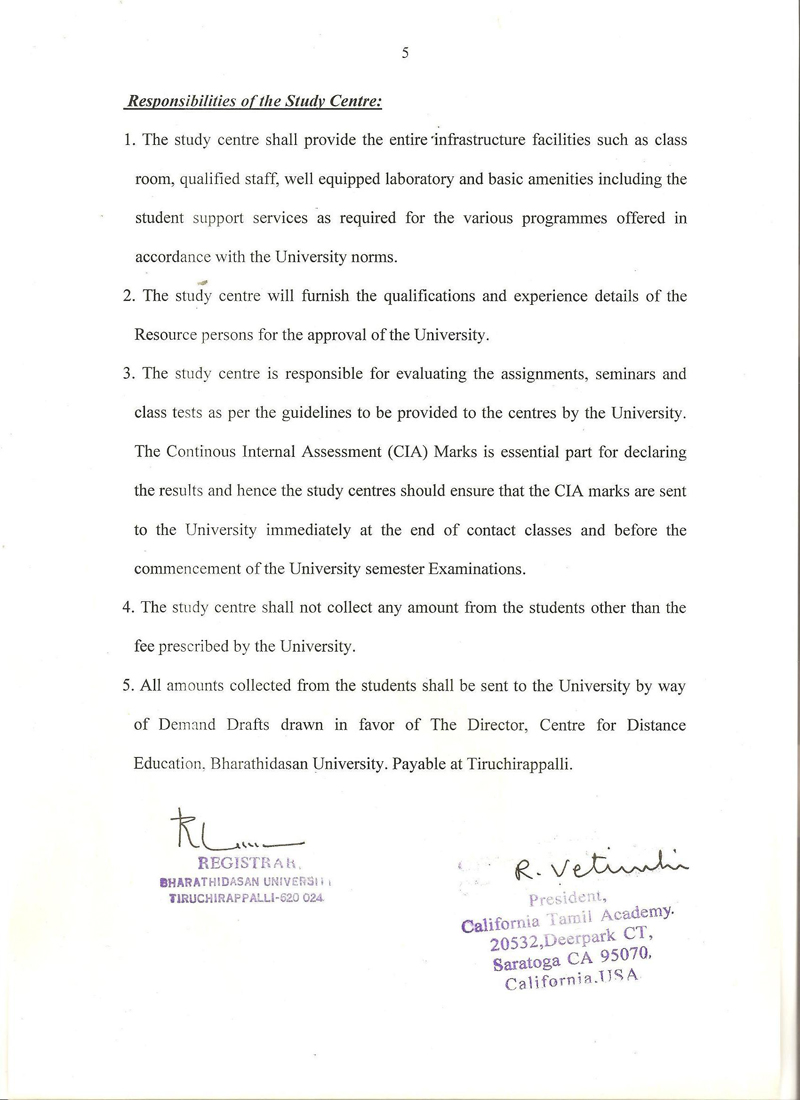 5
Responsibilities of the Study Centre:
1. The study centre shall provide the entire infrastructure facilities such as class
room, qualified staff, well equipped laboratory and basic amenities including the
student support services as required for the various programmes offered in
accordance with the University norms.
2. The study centre will furnish the qualifications and experience details of the
Resource persons for the approval of the University.
3. The study centre is responsible for evaluating the assignments, seminars and
class tests as per the guidelines to be provided to the centres by the University.
The Continous Internal Assessment (CIA) Marks is essential part for declaring
the results and hence the study centres should ensure that the CIA marks are sent
to the University immediately at the end of contact classes and before the
commencement of the University semester Examinations.
4. The study centre shall not collect any amount from the students other than the
fee prescribed by the University.
5. All amounts collected from the students shall be sent to the University by way
of Demand Drafts drawn in favor of The Director, Centre for Distance
Education, Bharathidasan University. Payable at Tiruchirappalli.
REGISTRAR,
BHARATHIDASAN UNIVERSITY
TIRUCHIRAPPALLI-620 024.
R.
President,
California Tamil Academy.
20532,Deerpark CT,
Saratoga CA 95070.
California.USA